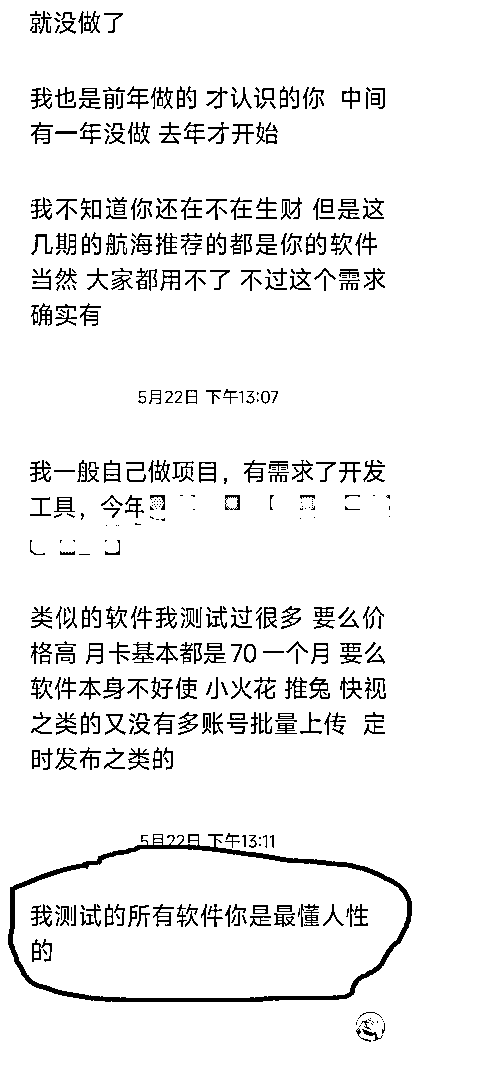 就没做了
我也是前年做的 才认识的你 中间
有一年没做 去年才开始
我不知道你还在不在生财 但是这
几期的航海推荐的都是你的软件
当然 大家都用不了 不过这个需求
确实有
5月22日 下午13:07
我一般自己做项目，有需求了开发
工具，今年
类似的软件我测试过很多 要么价
格高 月卡基本都是70一个月 要么
软件本身不好使 小火花 推兔 快视
之类的又没有多账号批量上传 定
时发布之类的
5月22日 下午13:11
我测试的所有软件你是最懂人性
的